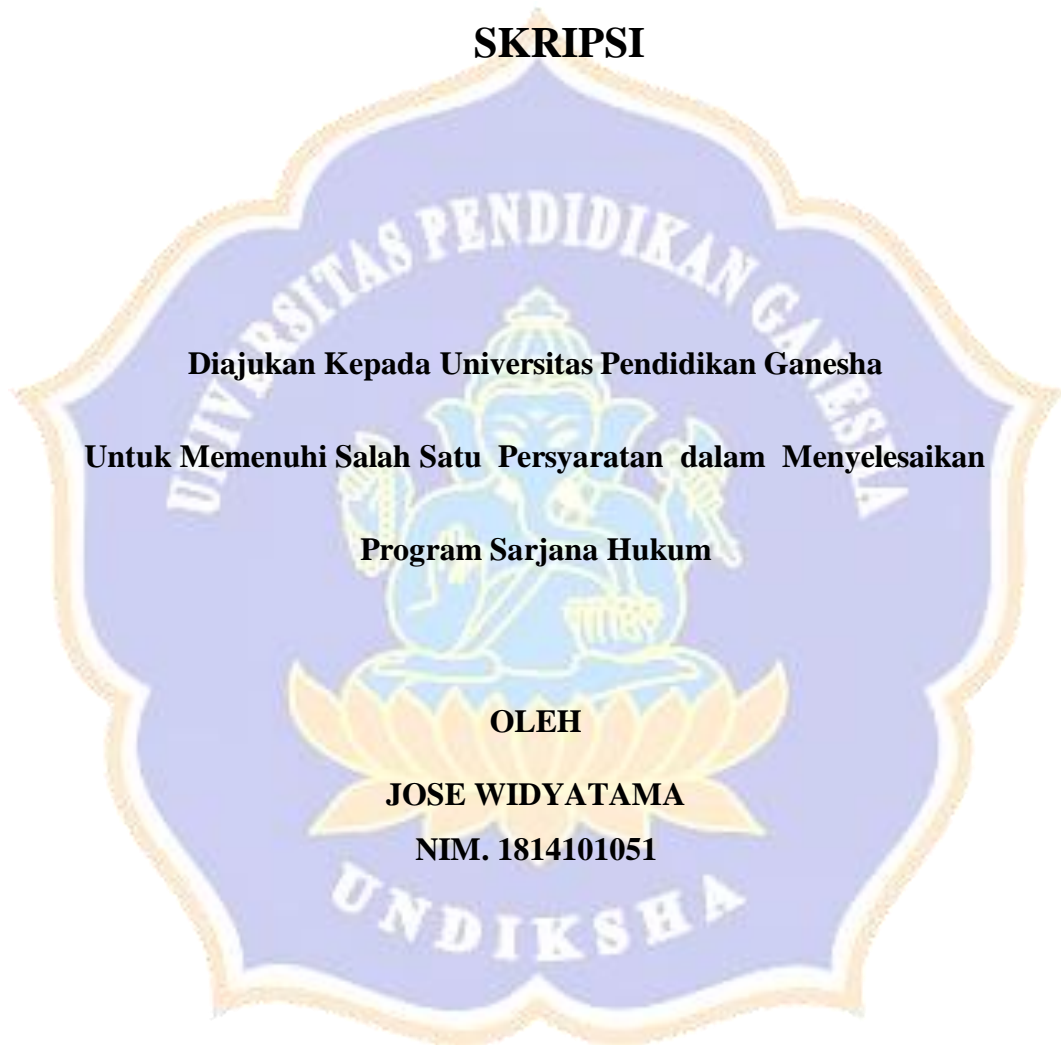 SKRIPSI
UNIVERSITAS PENDIDIKAN GANESHA
Diajukan Kepada Universitas Pendidikan Ganesha
Untuk Memenuhi Salah Satu Persyaratan dalam Menyelesaikan
Program Sarjana Hukum
OLEH
JOSE WIDYATAMA
NIM. 1814101051
UNDIKSHA